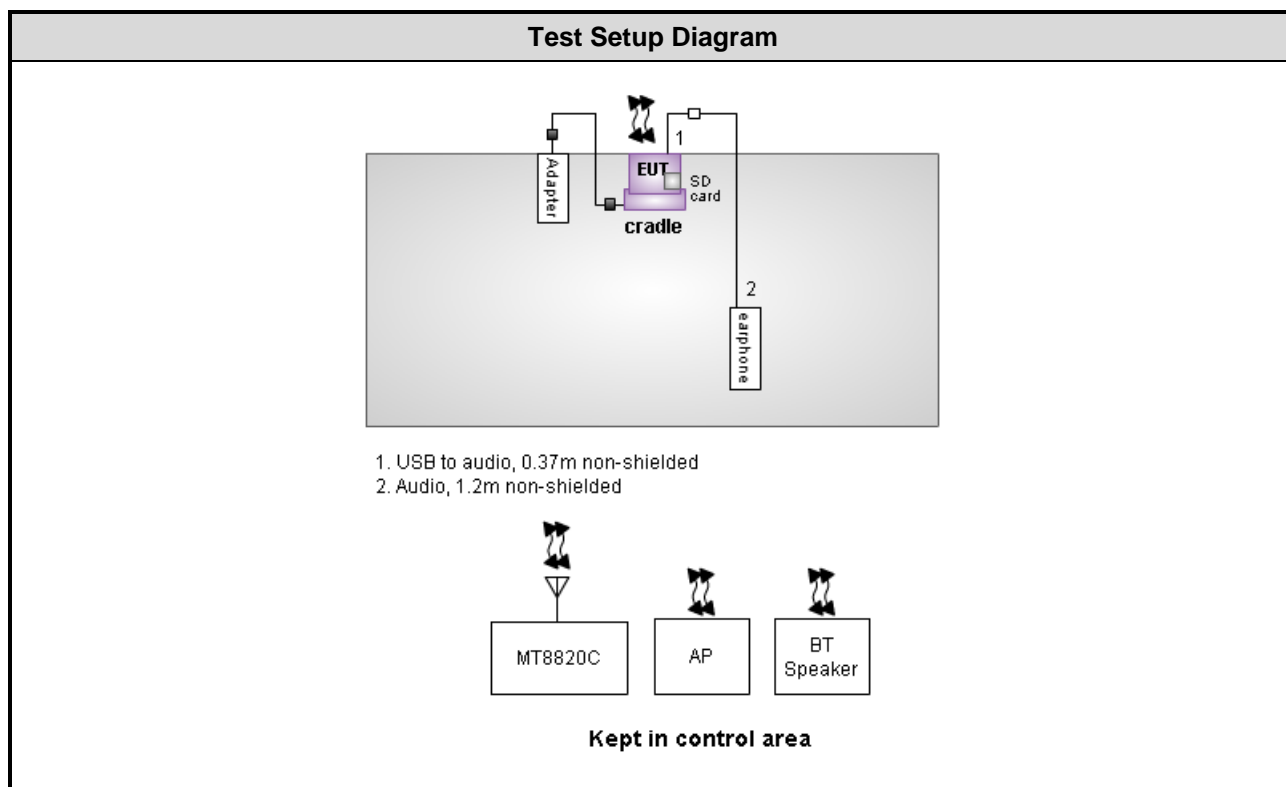 Test Setup Diagram
1
Adapter
EUT
SD
card
cradle
2
earphone
1. USB to audio, 0.37m non-shielded
2. Audio, 1.2m non-shielded
MT8820C
AP
BT
Speaker
Kept in control area